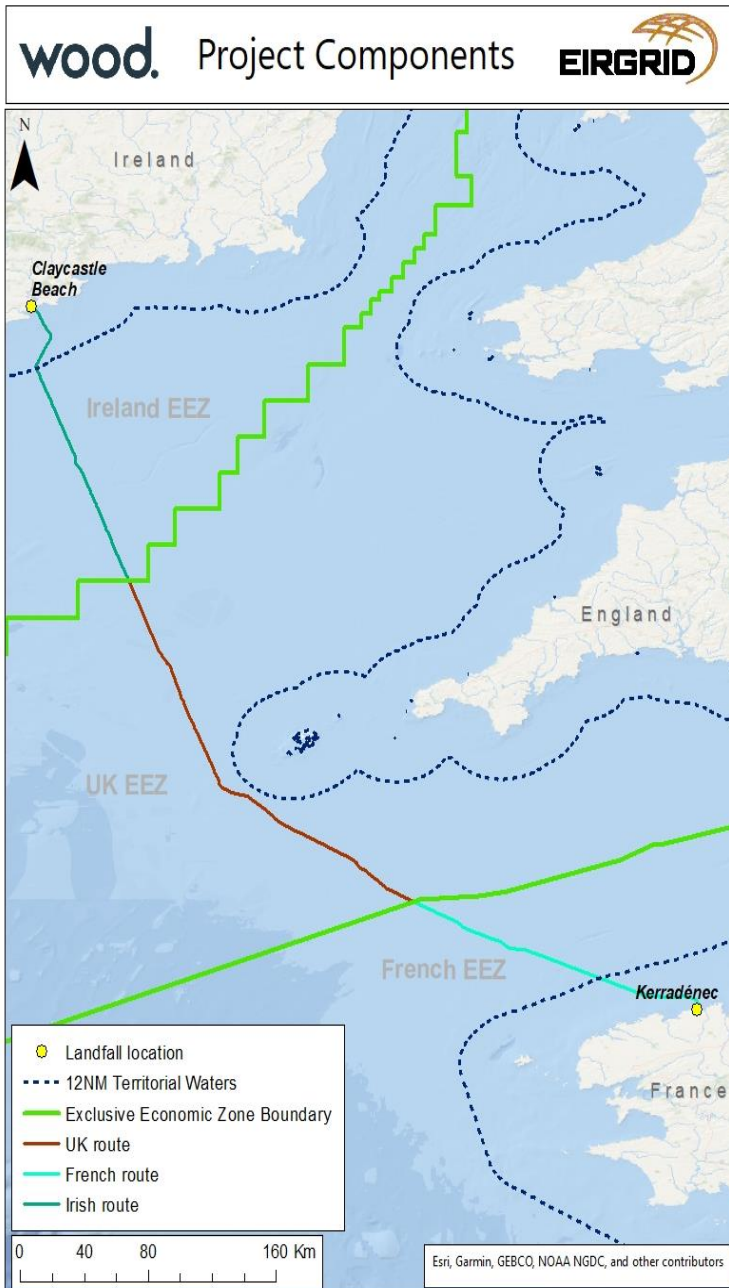 wood.
Project Components
EIRGRID
N
Ireland
Claycastle
Beach
Ireland EEZ
England
UK EEZ
French EEZ
Kerradénec
France
Landfall location
12NM Territorial Waters
Exclusive Economic Zone Boundary
UK route
French route
Irish route
0 40 80 160 Km
Esri, Garmin, GEBCO, NOAA NGDC, and other contributors